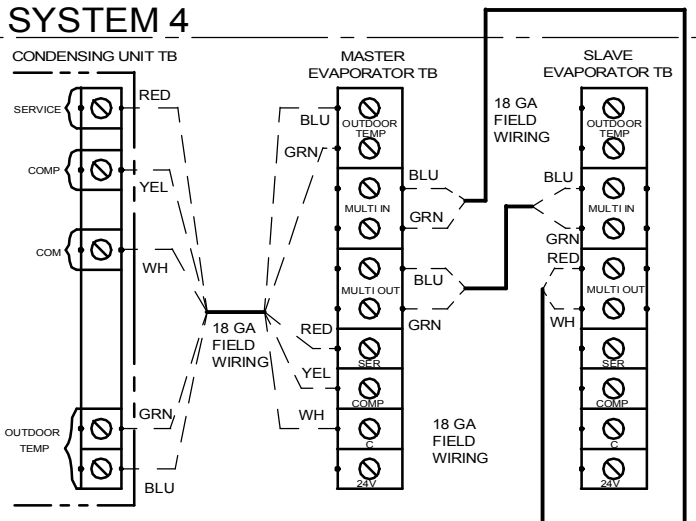 SYSTEM 4
CONDENSING UNIT TB
MASTER
EVAPORATOR TB
SLAVE
EVAPORATOR TB
SERVICE
RED
COMP
YEL
COM
WH
OUTDOOR
TEMP
GRN
BLU
18 GA
FIELD
WIRING
BLU
GRN
RED
YEL
WH
OUTDOOR
TEMP
MULTI IN
MULTI OUT
SER
COMP
C
24V
BLU
GRN
BLU
GRN
18 GA
FIELD
WIRING
18 GA
FIELD
WIRING
BLU
GRN
RED
WH
OUTDOOR
TEMP
MULTI IN
MULTI OUT
SER
COMP
C
24V